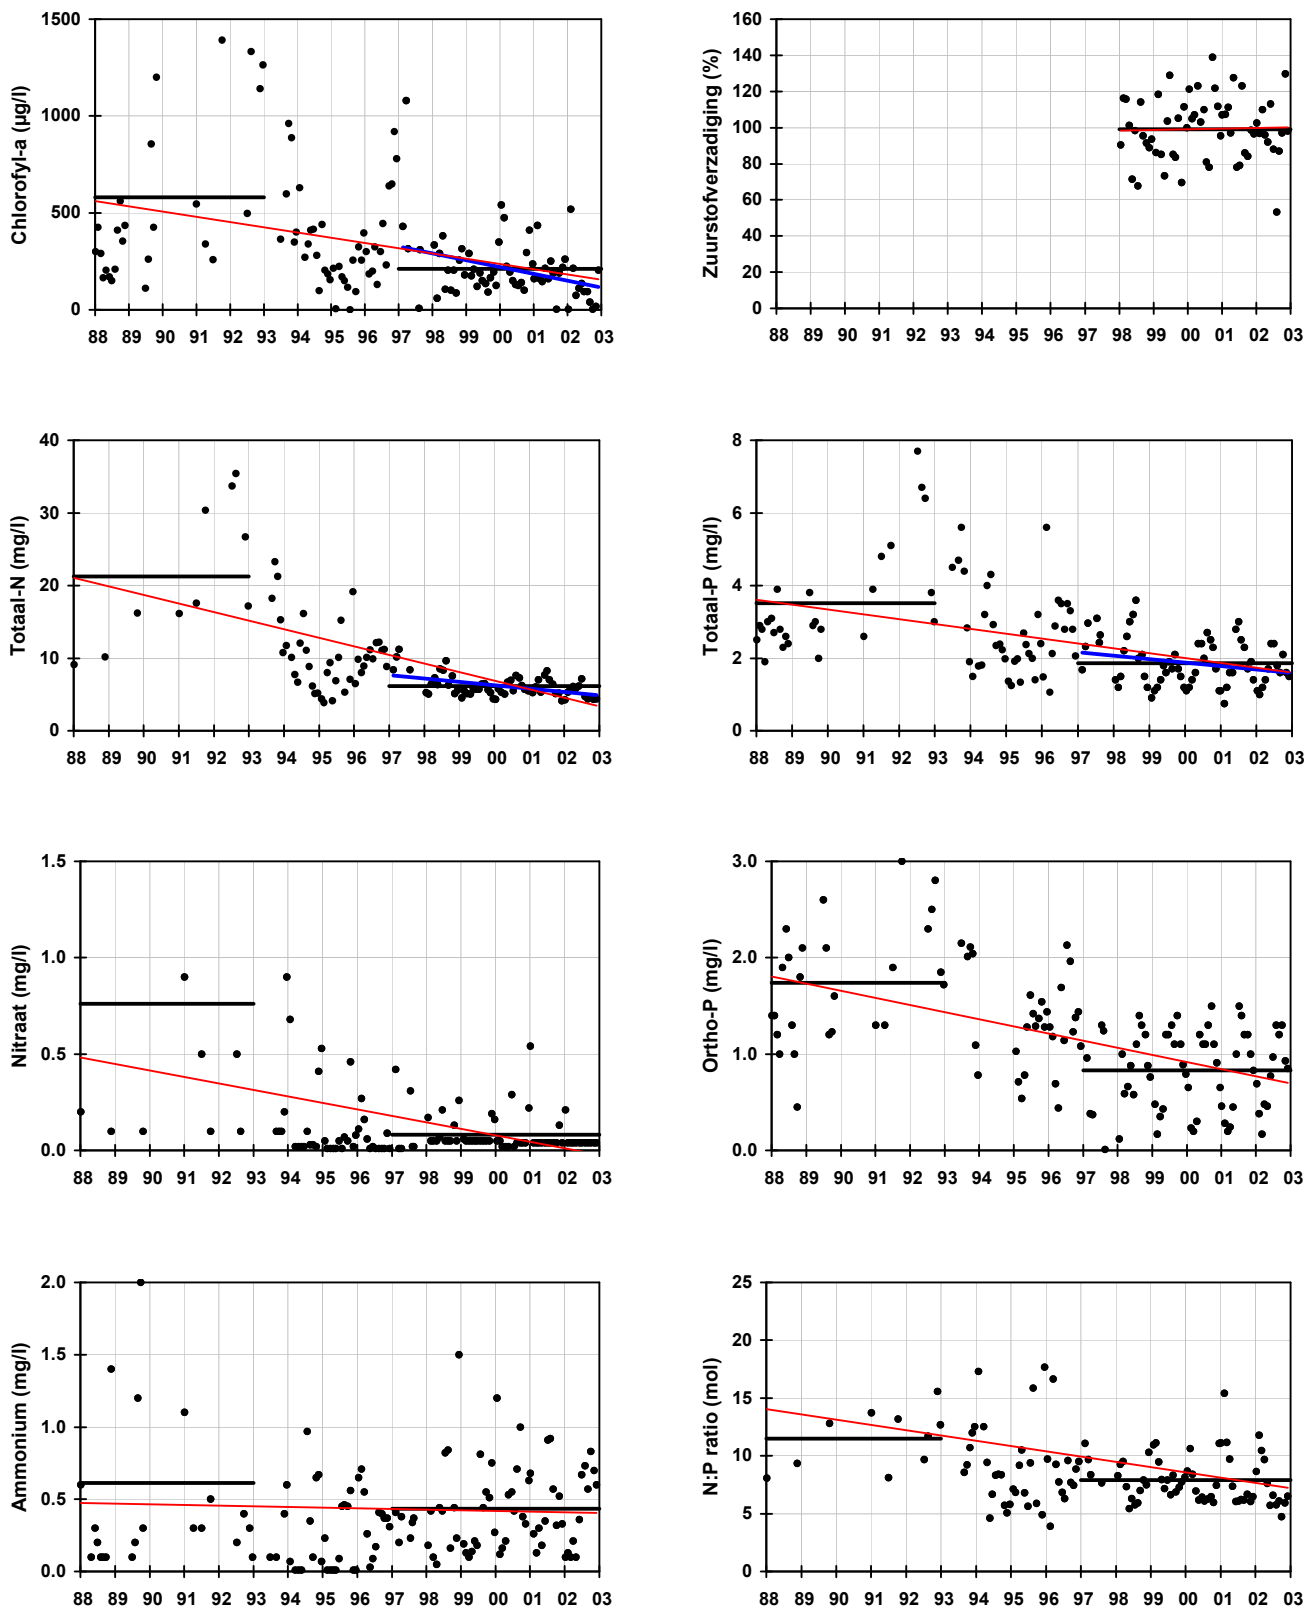 Chlorofyl-a (µg/l)
1500
1000
500
0
88 89 90 91 92 93 94 95 96 97 98 99 00 01 02 03
Zuurstofverzadiging (%)
160
140
120
100
80
60
40
20
0
88 89 90 91 92 93 94 95 96 97 98 99 00 01 02 03
Totaal-N (mg/l)
40
30
20
10
0
88 89 90 91 92 93 94 95 96 97 98 99 00 01 02 03
Totaal-P (mg/l)
8
6
4
2
0
88 89 90 91 92 93 94 95 96 97 98 99 00 01 02 03
Nitraat (mg/l)
1.5
1.0
0.5
0.0
88 89 90 91 92 93 94 95 96 97 98 99 00 01 02 03
Ortho-P (mg/l)
3.0
2.0
1.0
0.0
88 89 90 91 92 93 94 95 96 97 98 99 00 01 02 03
Ammonium (mg/l)
2.0
1.5
1.0
0.5
0.0
88 89 90 91 92 93 94 95 96 97 98 99 00 01 02 03
N:P ratio (mol)
25
20
15
10
5
0
88 89 90 91 92 93 94 95 96 97 98 99 00 01 02 03